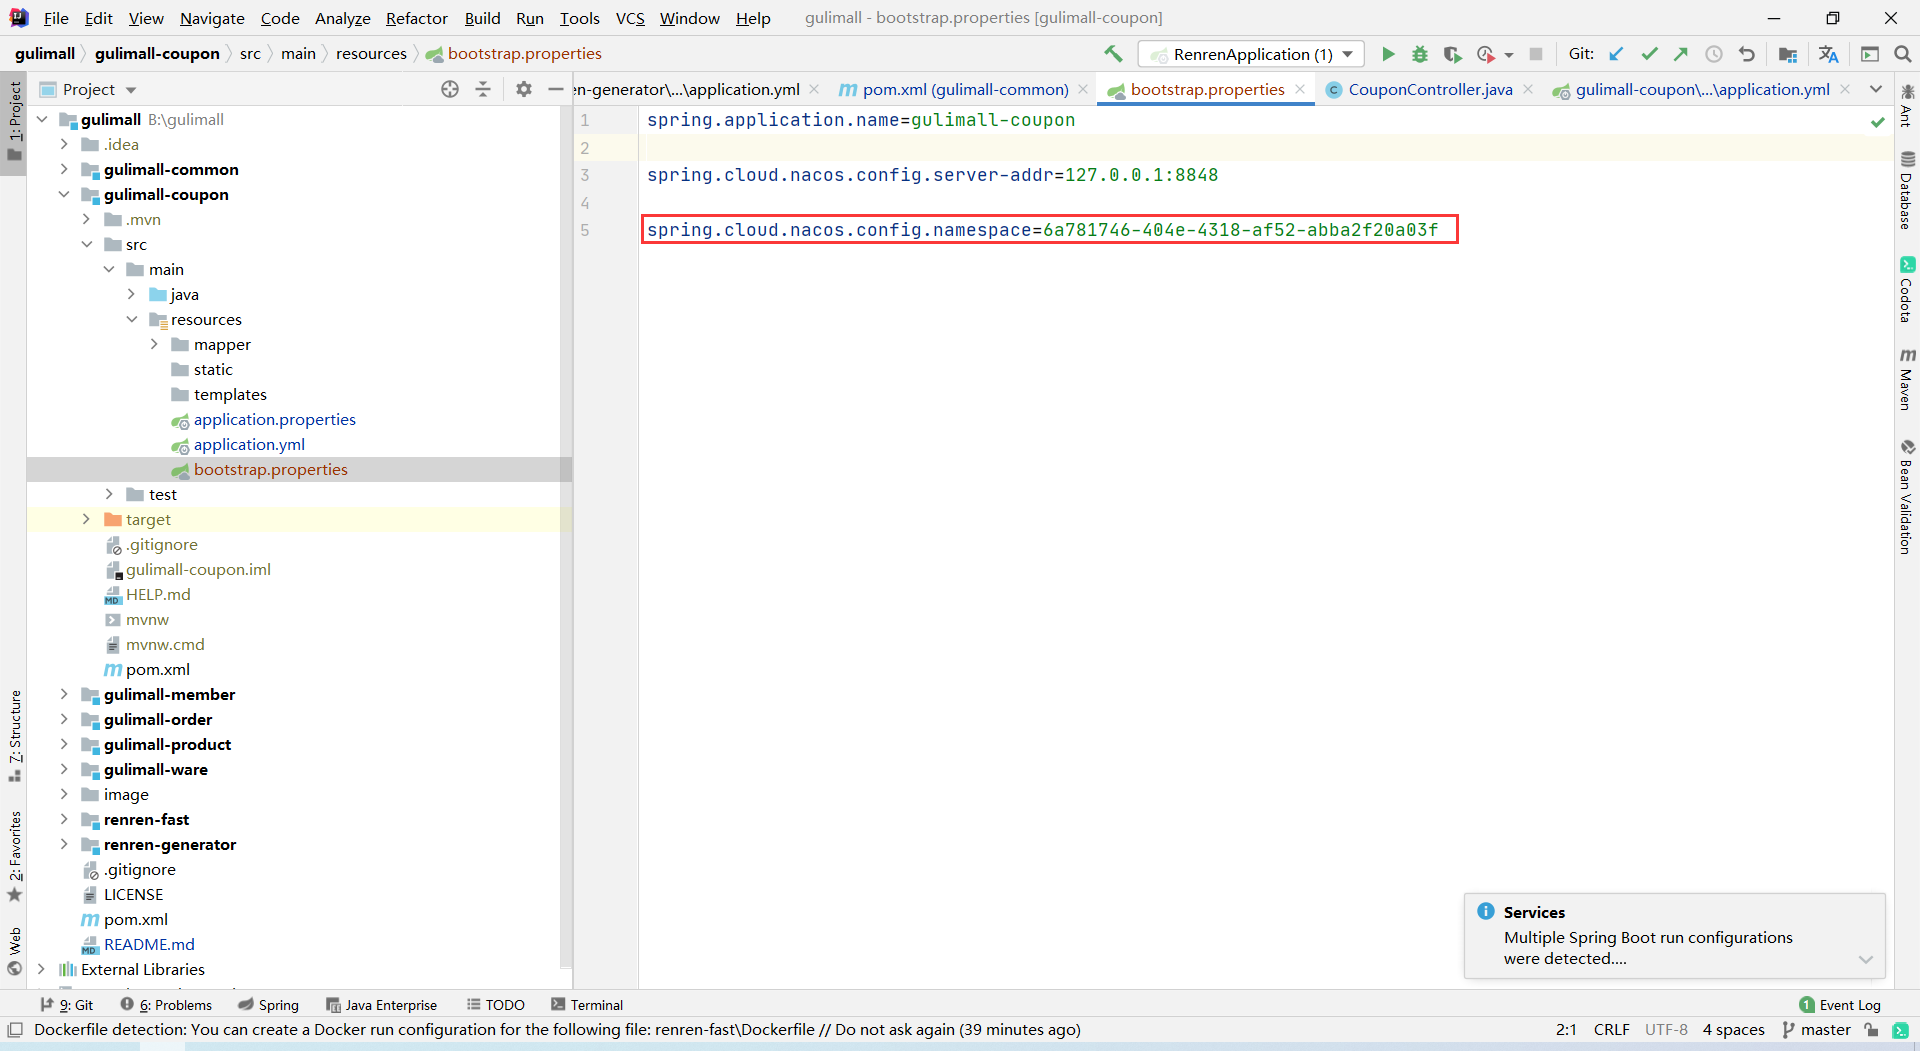 File Edit View Navigate Code Analyze Refactor Build Run Tools VCS Window Help gulimall - bootstrap.properties [gulimall-coupon]
gulimall gulimall-coupon src main resources bootstrap.properties RenrenApplication (1) Git:
Project
en-generator\...\application.yml pom.xml (gulimall-common) bootstrap.properties CouponController.java gulimall-coupon\...\application.yml
1: Project
7: Structure
2: Favorites
Web
gulimall B:\gulimall
.idea
gulimall-common
gulimall-coupon
.mvn
src
main
java
resources
mapper
static
templates
application.properties
application.yml
bootstrap.properties
test
target
.gitignore
gulimall-coupon.iml
HELP.md
mvnw
mvnw.cmd
pom.xml
gulimall-member
gulimall-order
gulimall-product
gulimall-ware
image
renren-fast
renren-generator
.gitignore
LICENSE
pom.xml
README.md
External Libraries
1 spring.application.name=gulimall-coupon
2
3 spring.cloud.nacos.config.server-addr=127.0.0.1:8848
4
5 spring.cloud.nacos.config.namespace=6a781746-404e-4318-af52-abba2f20a03f
Ant
Database
Codota
Maven
Bean Validation
Services
Multiple Spring Boot run configurations
were detected....
9: Git 6: Problems Spring Java Enterprise TODO Terminal 1 Event Log
Dockerfile detection: You can create a Docker run configuration for the following file: renren-fast\Dockerfile // Do not ask again (39 minutes ago) 2:1 CRLF UTF-8 4 spaces master